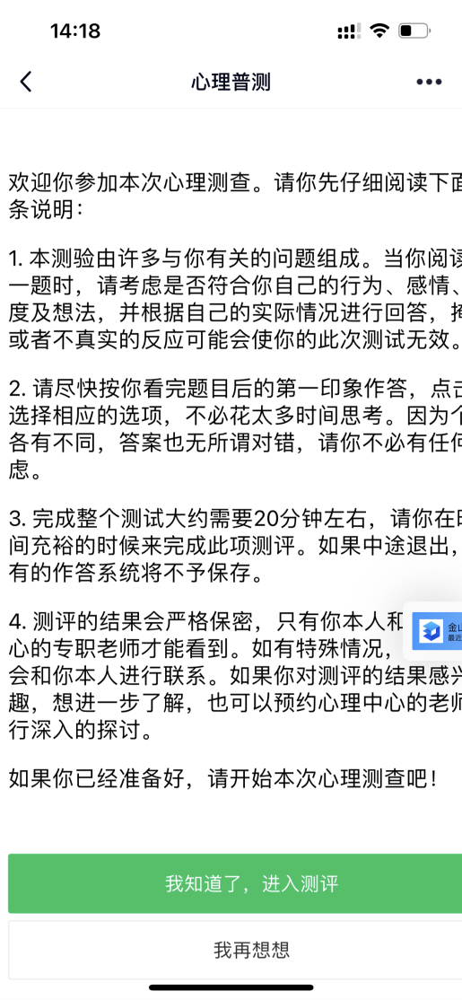 14:18
心理普测
欢迎你参加本次心理测查。请你先仔细阅读下面
条说明：
1. 本测验由许多与你有关的问题组成。当你阅读
一题时，请考虑是否符合你自己的行为、感情、
度及想法，并根据自己的实际情况进行回答，掩
或者不真实的反应可能会使你的此次测试无效。
2. 请尽快按你看完题目后的第一印象作答，点击
选择相应的选项，不必花太多时间思考。因为个
各有不同，答案也无所谓对错，请你不必有任何
虑。
3. 完成整个测试大约需要20分钟左右，请你在时
间充裕的时候来完成此项测评。如果中途退出，
有的作答系统将不予保存。
4. 测评的结果会严格保密，只有你本人和
心的专职老师才能看到。如有特殊情况，
会和你本人进行联系。如果你对测评的结果感兴
趣，想进一步了解，也可以预约心理中心的老师
行深入的探讨。
金山
最近
如果你已经准备好，请开始本次心理测查吧！
我知道了，进入测评
我再想想